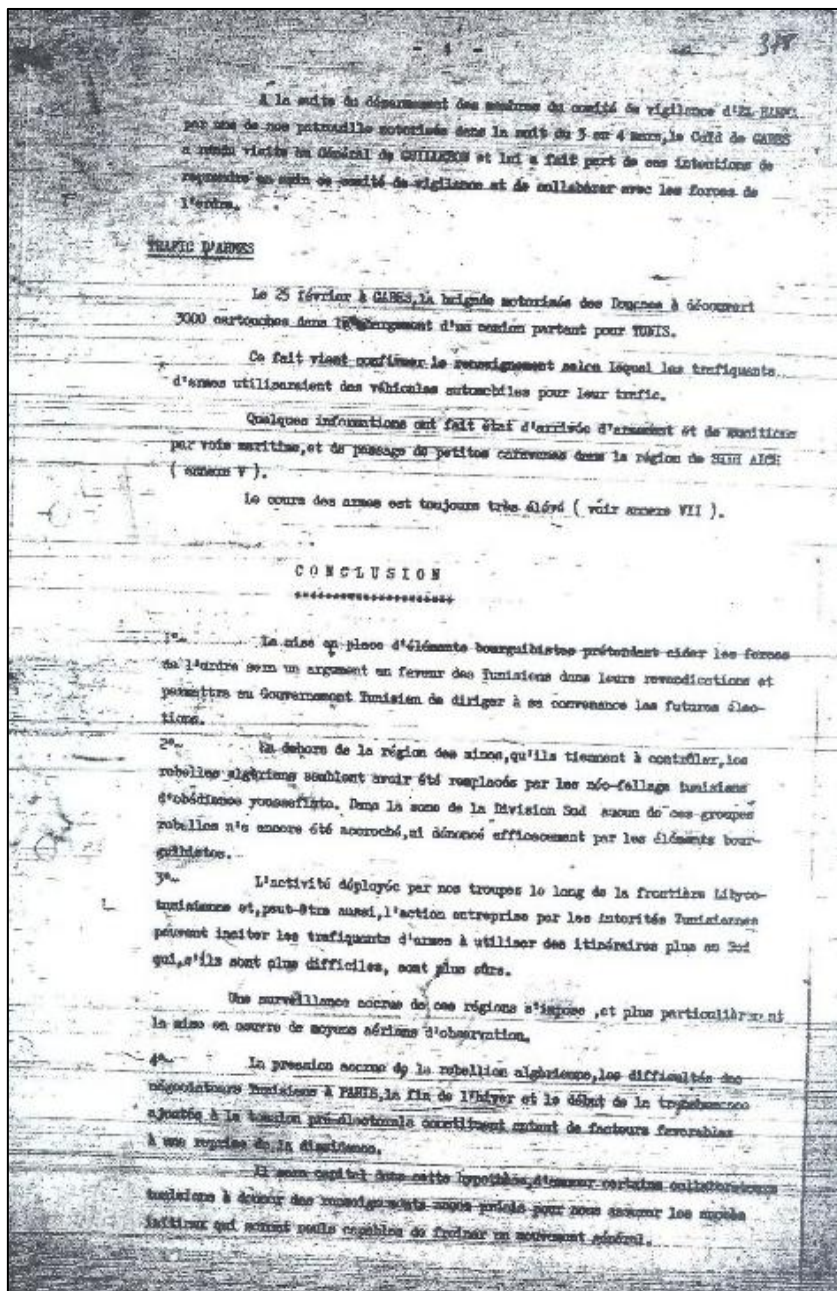 - 4 -
A la suite du désarmement des membres du comité de vigilance d'EL HAMMA
par une de nos patrouille motorisée dans la nuit du 3 au 4 mars, le Caïd de GABES
a rendu visite au Général de GUILLEBON et lui a fait part de ses intentions de
reprendre en main ce comité de vigilance et de collaborer avec les forces de
l'ordre.
TRAFIC D'ARMES
Le 25 février à GABES, la brigade motorisée des Douanes à découvert
3000 cartouches dans le chargement d'un camion partant pour TUNIS.
Ce fait vient confirmer le renseignement selon lequel les trafiquants
d'armes utiliseraient des véhicules automobiles pour leur trafic.
Quelques informations ont fait état d'arrivée d'armement et de munitions
par voie maritime, et de passage de petites caravanes dans la région de SIDI AICH
( annexe V ).
Le cours des armes est toujours très élévé ( voir annexe VII ).
CONCLUSION
1°- La mise en place d'éléments bourguibistes prétendant aider les forces
de l'ordre sera un argument en faveur des Tunisiens dans leurs revendications et
permettra au Gouvernement Tunisien de diriger à sa convenance les futures élec-
tions.
2°- En dehors de la région des mines, qu'ils tiennent à contrôler, les
rebelles algériens semblent avoir été remplacés par les néo-fellaga tunisiens
d'obédience youssefiste. Dans la zone de la Division Sud aucun de ces groupes
rebelles n'a encore été accroché, ni dénoncé efficacement par les éléments bour-
guibistes.
3°- L'activité déployée par nos troupes le long de la frontière Libyco-
tunisienne et, peut-être aussi, l'action entreprise par les Autorités Tunisiennes
peuvent inciter les trafiquants d'armes à utiliser des itinéraires plus au Sud
qui, s'ils sont plus difficiles, sont plus sûrs.
Une surveillance accrue de ces régions s'impose , et plus particulièrement
la mise en oeuvre de moyens aériens d'observation.
4°- La pression accrue de la rebellion algérienne, les difficultés des
négociateurs Tunisiens à PARIS, la fin de l'hiver et le début de la transhumance
ajoutés à la tension pré-électorale constituent autant de facteurs favorables
à une reprise de la dissidence.
Il sera capital dans cette hypothèse, d'amener certains collaborateurs
tunisiens à donner des renseignements assez précis pour nous assurer les succès
initiaux qui seront seuls capables de freiner un mouvement général.